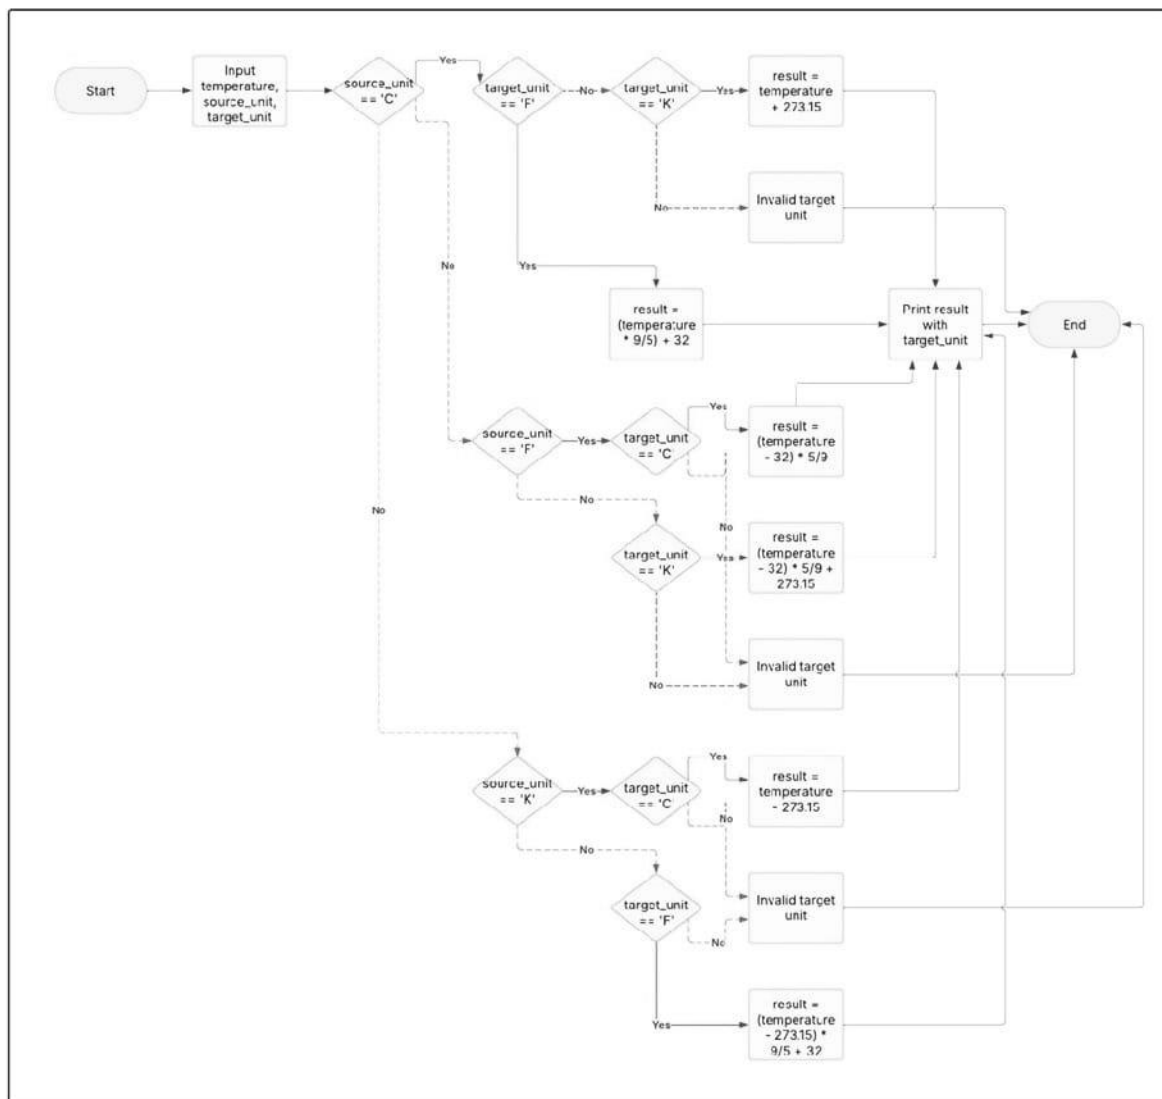 Start
Input
temperature,
source_unit,
target_unit
source_unit
== 'C'
Yes
target_unit
== 'F'
No
target_unit
== 'K'
Yes
result =
temperature
+ 273.15
No
Invalid target
unit
No
Yes
result =
(temperature
* 9/5) + 32
Print result
with
target_unit
End
source_unit
== 'F'
Yes
target_unit
== 'C'
Yes
result =
(temperature
- 32) * 5/9
No
No
No
target_unit
== 'K'
Yes
result =
(temperature
- 32) * 5/9 +
273.15
No
Invalid target
unit
source_unit
== 'K'
Yes
target_unit
== 'C'
Yes
result =
temperature
- 273.15
No
No
target_unit
== 'F'
No
Invalid target
unit
Yes
result =
(temperature
- 273.15) *
9/5 + 32